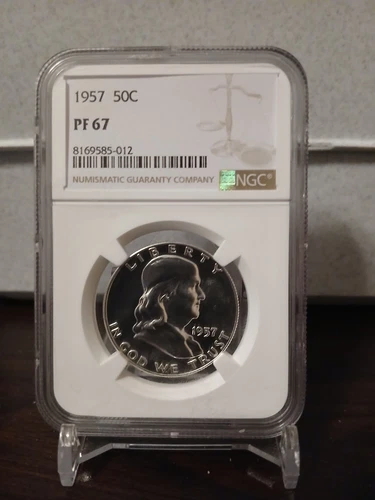 1957 50C
PF 67
8169585-012
NUMISMATIC GUARANTY COMPANY
NGC®
LIBERTY
1957
IN GOD WE TRUST